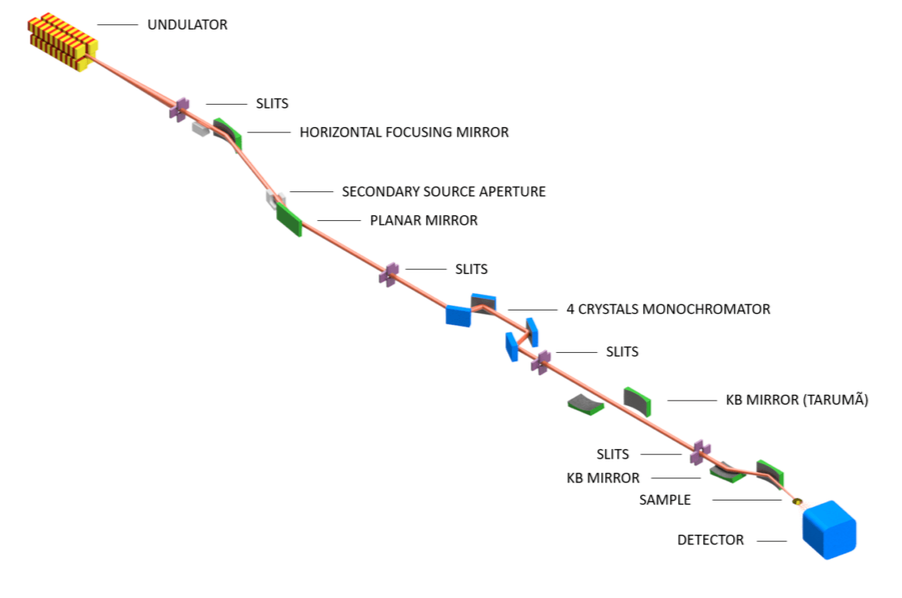 UNDULATOR
SLITS
HORIZONTAL FOCUSING MIRROR
SECONDARY SOURCE APERTURE
PLANAR MIRROR
SLITS
4 CRYSTALS MONOCHROMATOR
SLITS
KB MIRROR (TARUMÃ)
SLITS
KB MIRROR
SAMPLE
DETECTOR